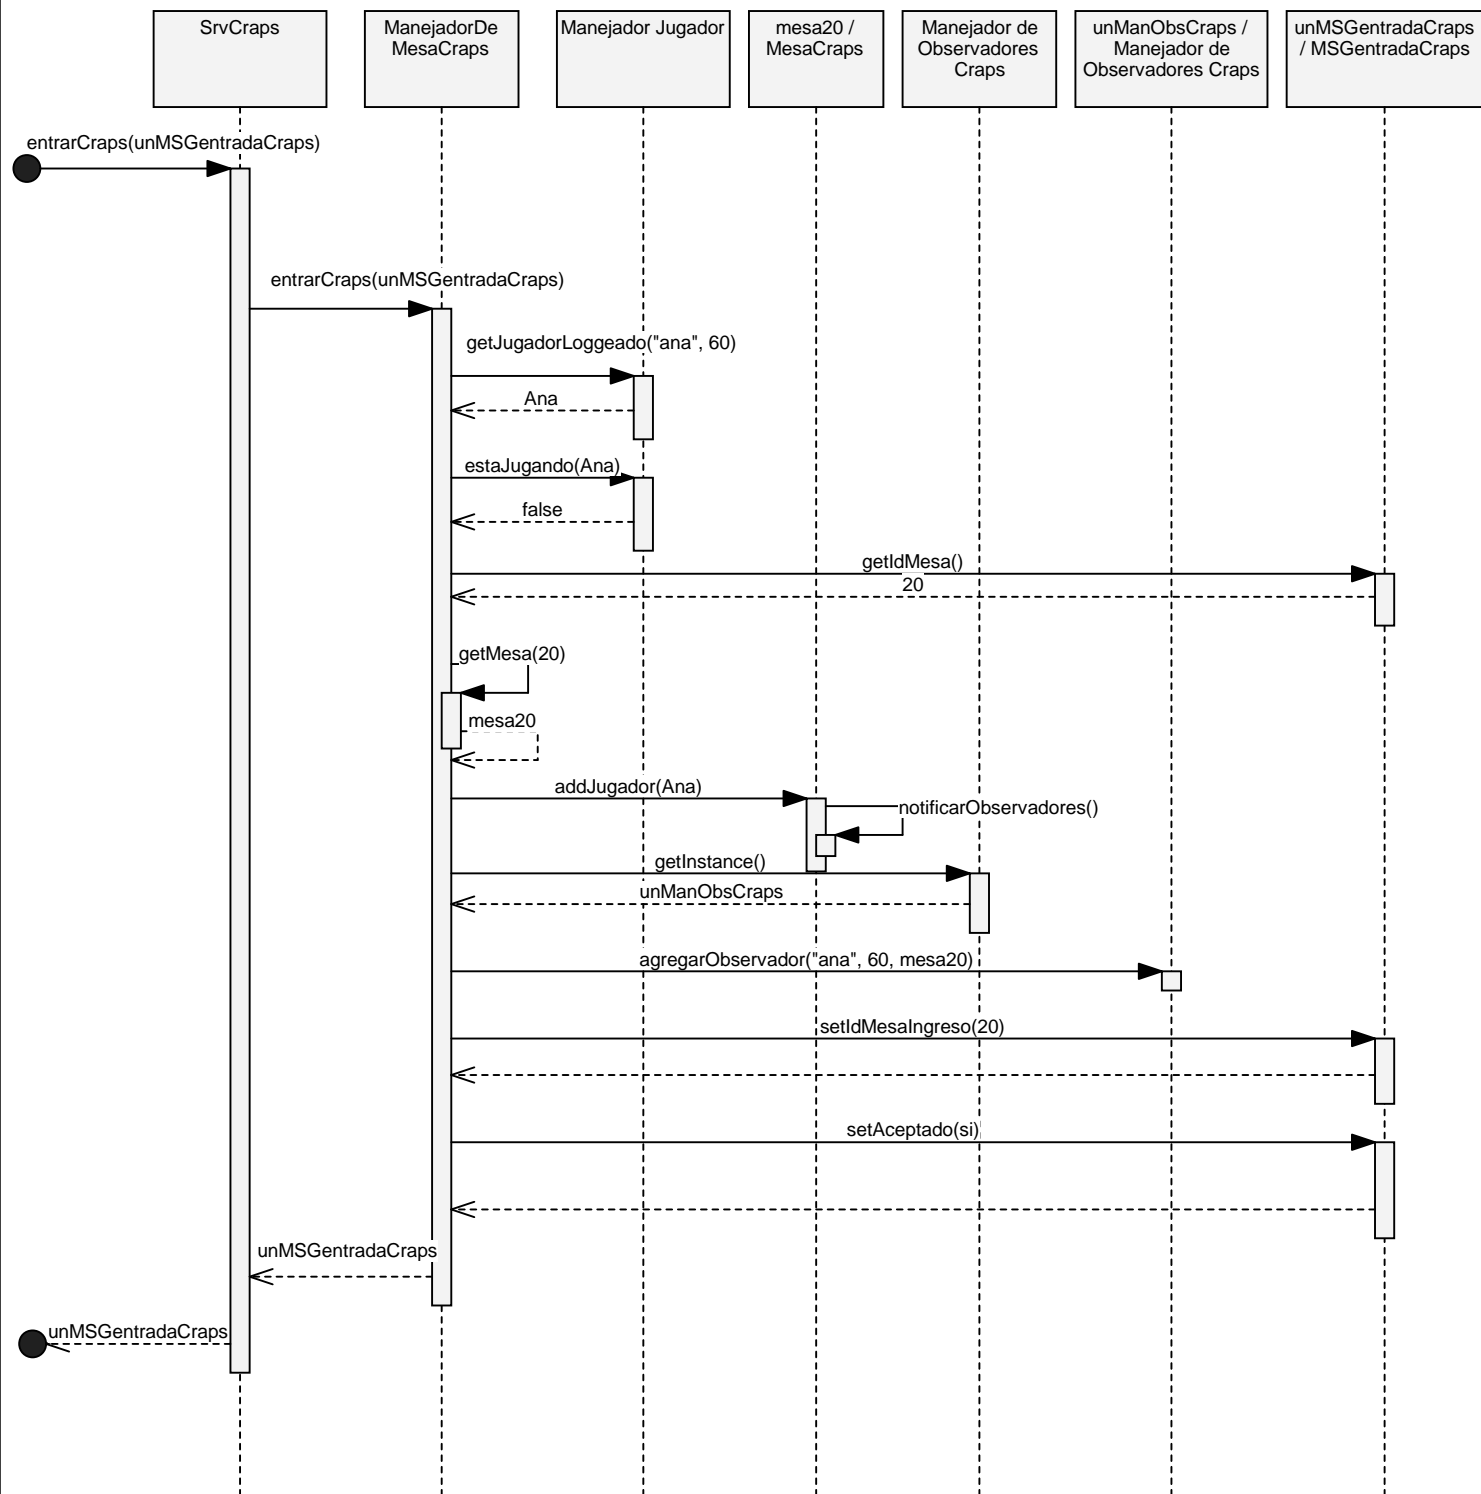 SrvCraps
ManejadorDe
MesaCraps
Manejador Jugador
mesa20 /
MesaCraps
Manejador de
Observadores
Craps
unManObsCraps /
Manejador de
Observadores Craps
unMSGentradaCraps
/ MSGentradaCraps
entrarCraps(unMSGentradaCraps)
entrarCraps(unMSGentradaCraps)
getJugadorLoggeado("ana", 60)
Ana
estaJugando(Ana)
false
getIdMesa()
20
getMesa(20)
mesa20
addJugador(Ana)
notificarObservadores()
getInstance()
unManObsCraps
agregarObservador("ana", 60, mesa20)
setIdMesaIngreso(20)
setAceptado(si)
unMSGentradaCraps
unMSGentradaCraps